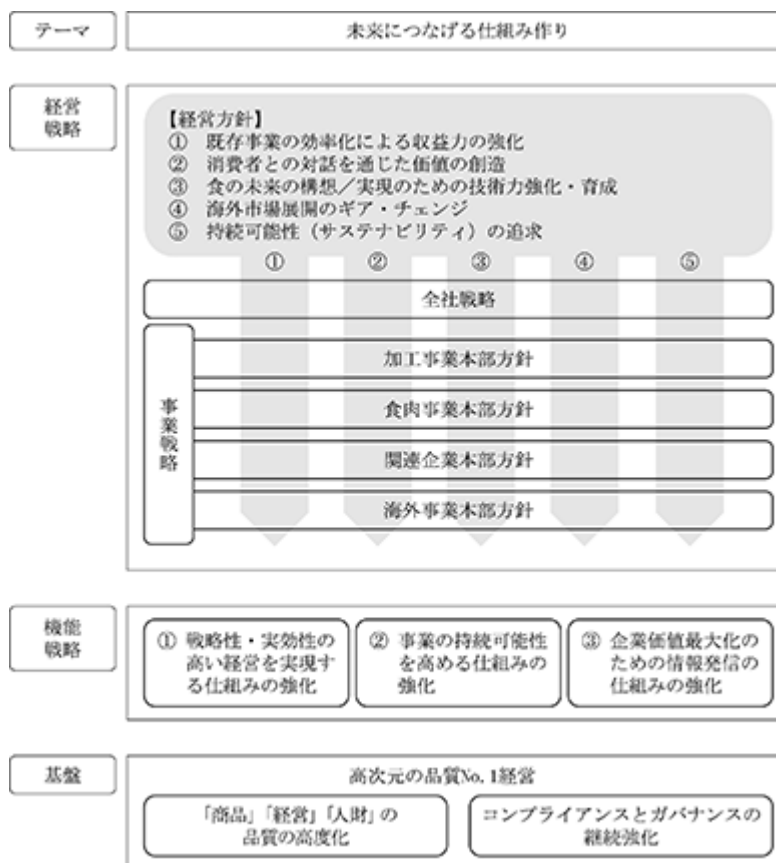 テーマ
未来につなげる仕組み作り
経営
戦略
【経営方針】
① 既存事業の効率化による収益力の強化
② 消費者との対話を通じた価値の創造
③ 食の未来の構想／実現のための技術力強化・育成
④ 海外市場展開のギア・チェンジ
⑤ 持続可能性（サステナビリティ）の追求
① ② ③ ④ ⑤
全社戦略
事業戦略
加工事業本部方針
食肉事業本部方針
関連企業本部方針
海外事業本部方針
機能
戦略
① 戦略性・実効性の
高い経営を実現す
る仕組みの強化
② 事業の持続可能性
を高める仕組みの
強化
③ 企業価値最大化の
ための情報発信の
仕組みの強化
基盤
高次元の品質No. 1経営
「商品」「経営」「人財」の
品質の高度化
コンプライアンスとガバナンスの
継続強化